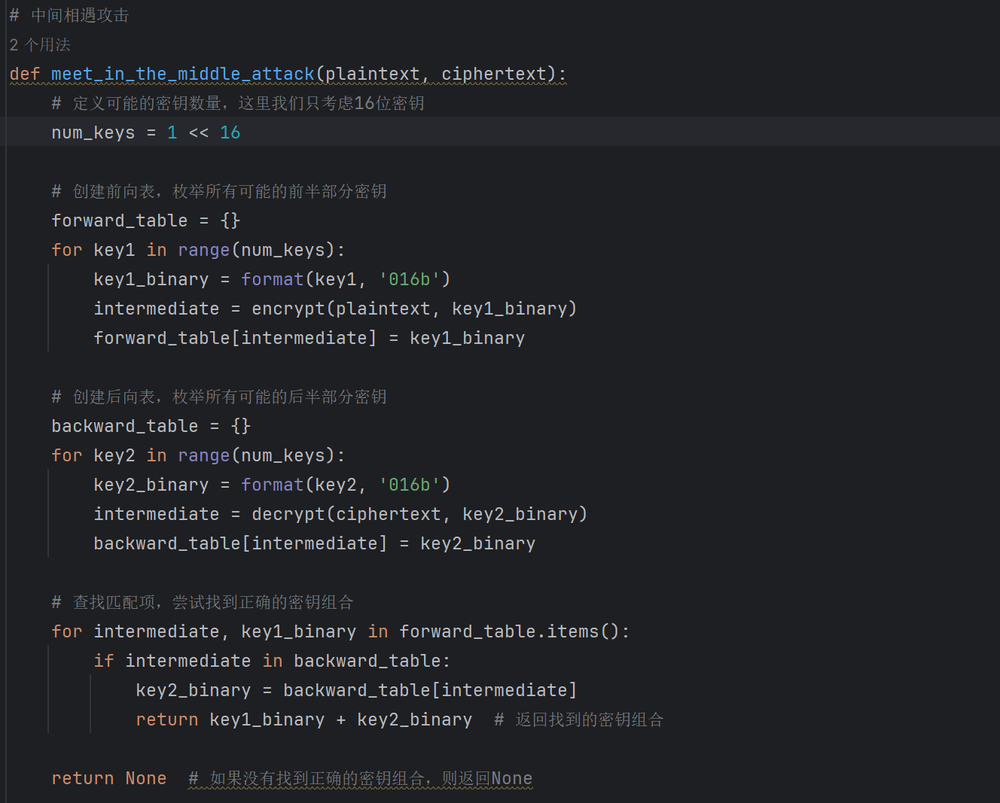 # 中间相遇攻击
2 个用法
def meet_in_the_middle_attack(plaintext, ciphertext):
# 定义可能的密钥数量，这里我们只考虑16位密钥
num_keys = 1 << 16
# 创建前向表，枚举所有可能的前半部分密钥
forward_table = {}
for key1 in range(num_keys):
key1_binary = format(key1, '016b')
intermediate = encrypt(plaintext, key1_binary)
forward_table[intermediate] = key1_binary
# 创建后向表，枚举所有可能的后半部分密钥
backward_table = {}
for key2 in range(num_keys):
key2_binary = format(key2, '016b')
intermediate = decrypt(ciphertext, key2_binary)
backward_table[intermediate] = key2_binary
# 查找匹配项，尝试找到正确的密钥组合
for intermediate, key1_binary in forward_table.items():
if intermediate in backward_table:
key2_binary = backward_table[intermediate]
return key1_binary + key2_binary  # 返回找到的密钥组合
return None  # 如果没有找到正确的密钥组合，则返回None